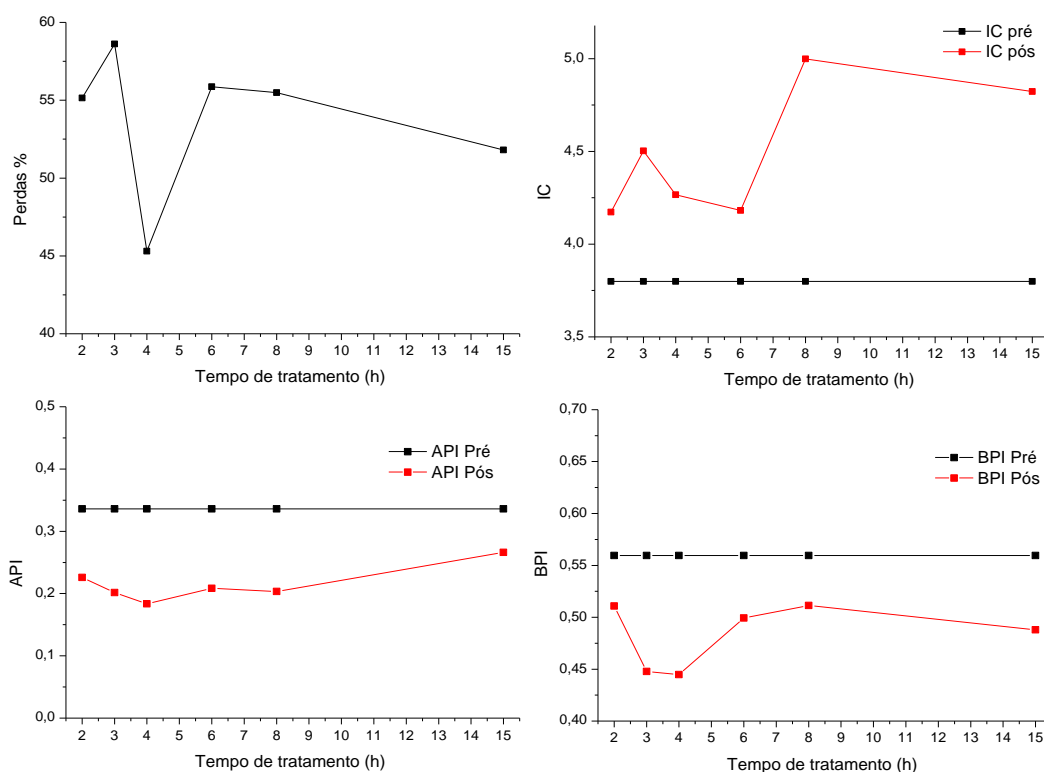 60
55
50
45
40
Perdas %
2 3 4 5 6 7 8 9 10 11 12 13 14 15
Tempo de tratamento (h)
IC pré
IC pós
5,0
4,5
4,0
3,5
IC
2 3 4 5 6 7 8 9 10 11 12 13 14 15
Tempo de tratamento (h)
0,5
0,4
0,3
0,2
0,1
0,0
API
API Pré
API Pós
2 3 4 5 6 7 8 9 10 11 12 13 14 15
Tempo de tratamento (h)
0,70
0,65
0,60
0,55
0,50
0,45
0,40
BPI
BPI Pré
BPI Pós
2 3 4 5 6 7 8 9 10 11 12 13 14 15
Tempo de tratamento (h)